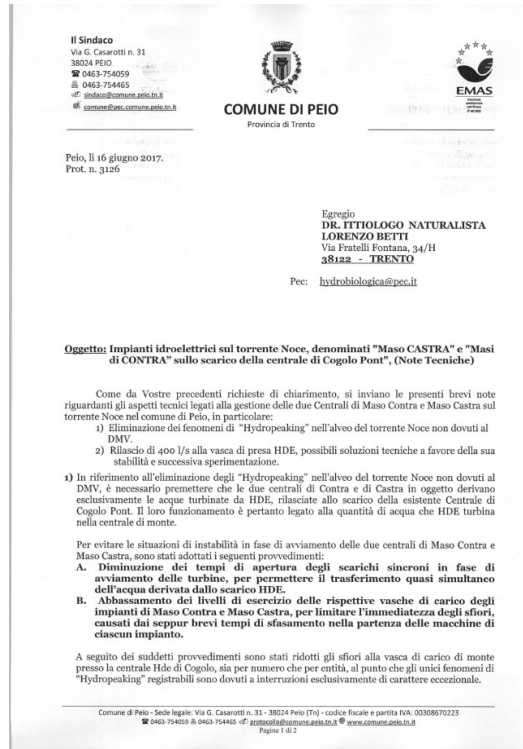 Il Sindaco
Via G. Casarotti n. 31
38024 PEIO
☎ 0463-754059
0463-754465
sindaco@comune.peio.tn.it
comune@pec.comune.peio.tn.it
COMUNE DI PEIO
Provincia di Trento
EMAS
Peio, lì 16 giugno 2017.
Prot. n. 3126
Egregio
DR. ITTIOLOGO NATURALISTA
LORENZO BETTI
Via Fratelli Fontana, 34/H
38122 - TRENTO
Pec: hydrobiologica@pec.it
Oggetto: Impianti idroelettrici sul torrente Noce, denominati "Maso CASTRA" e "Masi
di CONTRA" sullo scarico della centrale di Cogolo Pont", (Note Tecniche)
Come da Vostre precedenti richieste di chiarimento, si inviano le presenti brevi note
riguardanti gli aspetti tecnici legati alla gestione delle due Centrali di Maso Contra e Maso Castra sul
torrente Noce nel comune di Peio, in particolare:
1) Eliminazione dei fenomeni di "Hydropeaking" nell'alveo del torrente Noce non dovuti al
DMV.
2) Rilascio di 400 l/s alla vasca di presa HDE, possibili soluzioni tecniche a favore della sua
stabilità e successiva sperimentazione.
1) In riferimento all'eliminazione degli "Hydropeaking" nell'alveo del torrente Noce non dovuti al
DMV, è necessario premettere che le due centrali di Contra e di Castra in oggetto derivano
esclusivamente le acque turbinate da HDE, rilasciate allo scarico della esistente Centrale di
Cogolo Pont. Il loro funzionamento è pertanto legato alla quantità di acqua che HDE turbina
nella centrale di monte.
Per evitare le situazioni di instabilità in fase di avviamento delle due centrali di Maso Contra e
Maso Castra, sono stati adottati i seguenti provvedimenti:
A. Diminuzione dei tempi di apertura degli scarichi sincroni in fase di
avviamento delle turbine, per permettere il trasferimento quasi simultaneo
dell'acqua derivata dallo scarico HDE.
B. Abbassamento dei livelli di esercizio delle rispettive vasche di carico degli
impianti di Maso Contra e Maso Castra, per limitare l'immediatezza degli sfiori,
causati dai seppur brevi tempi di sfasamento nella partenza delle macchine di
ciascun impianto.
A seguito dei suddetti provvedimenti sono stati ridotti gli sfiori alla vasca di carico di monte
presso la centrale Hde di Cogolo, sia per numero che per entità, al punto che gli unici fenomeni di
"Hydropeaking" registrabili sono dovuti a interruzioni esclusivamente di carattere eccezionale.
Comune di Peio - Sede legale: Via G. Casarotti n. 31 - 38024 Peio (Tn) - codice fiscale e partita IVA: 00308670223
☎ 0463-754059 0463-754465 protocollo@comune.peio.tn.it www.comune.peio.tn.it
Pagina 1 di 2